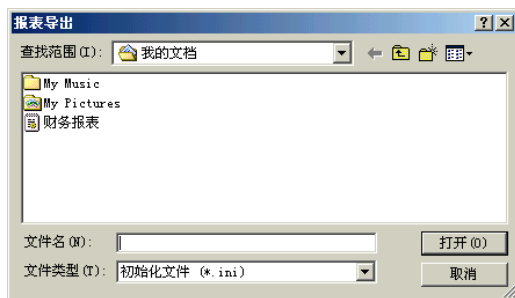 报表导出
查找范围(I): 我的文档
My Music
My Pictures
财务报表
文件名(N): 打开(O)
文件类型(T): 初始化文件 (*.ini) 取消